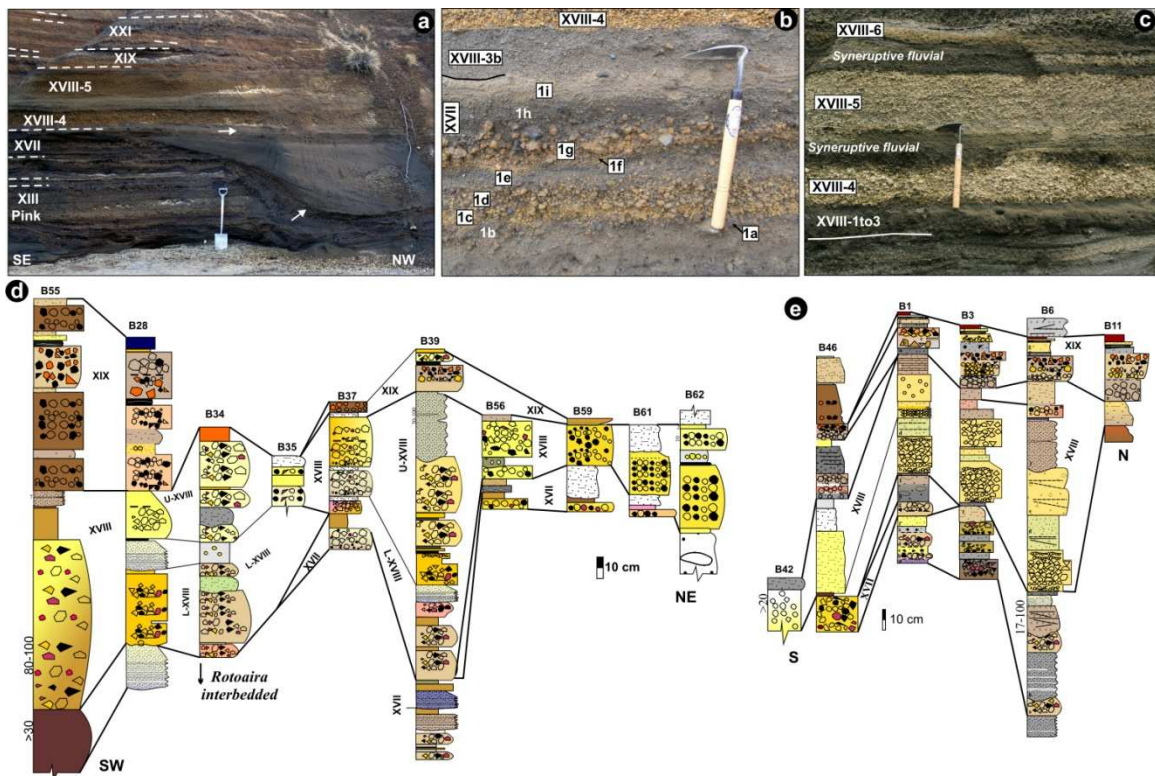 a
XXI
XIX
XVIII-5
XVIII-4
XVII
XIII
Pink
SE
NW
b
XVIII-4
XVIII-3b
XVII
1i
1h
1g
1f
1e
1d
1c
1b
1a
c
XVIII-6
Syneruptive fluvial
XVIII-5
Syneruptive fluvial
XVIII-4
XVIII-1to3
d
B55
B28
B34
B35
B37
B39
B56
B59
B61
B62
XIX
XVIII
U-XVIII
L-XVIII
L-XVIII
XVIII
XVII
XIX
U-XVIII
L-XVIII
XVII
XIX
XVIII
XVII
80-100
>30
SW
Rotoaira
interbedded
10 cm
NE
e
B46
B42
B1
B3
B6
B11
XIX
XVIII
XVIII
XVII
>20
17-100
10 cm
S
N